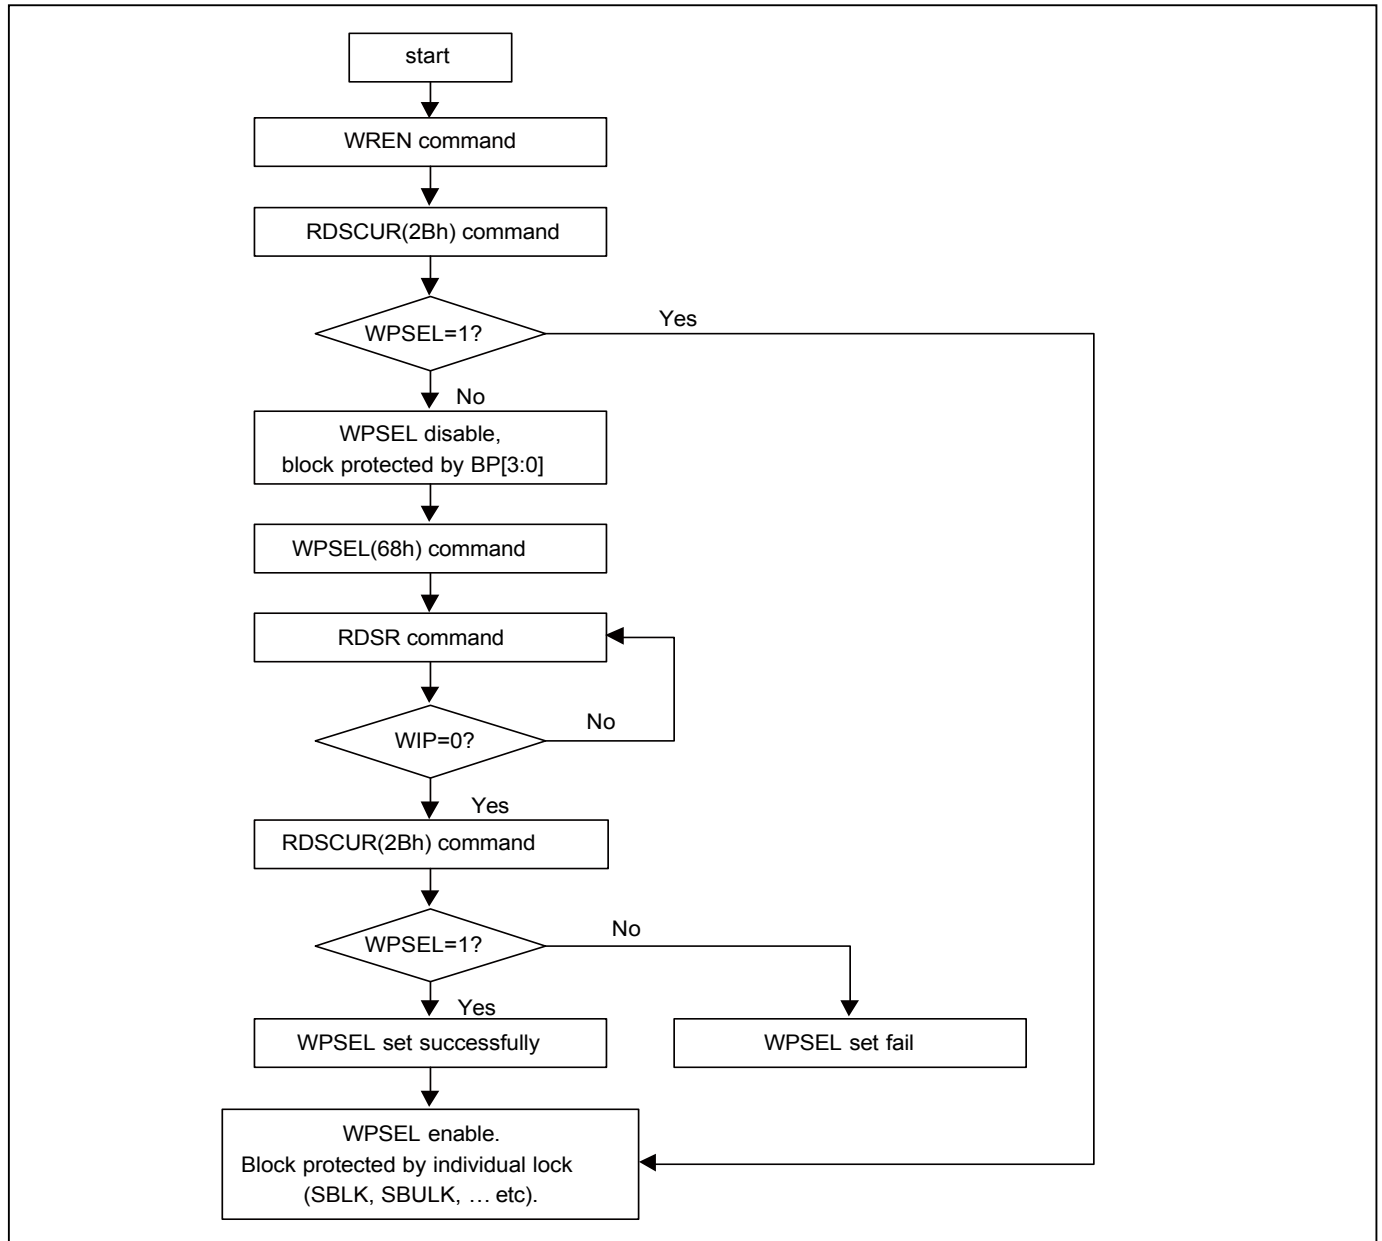 start
WREN command
RDSCUR(2Bh) command
WPSEL=1?
Yes
No
WPSEL disable,
block protected by BP[3:0]
WPSEL(68h) command
RDSR command
WIP=0?
No
Yes
RDSCUR(2Bh) command
WPSEL=1?
No
Yes
WPSEL set successfully
WPSEL set fail
WPSEL enable.
Block protected by individual lock
(SBLK, SBULK, … etc).